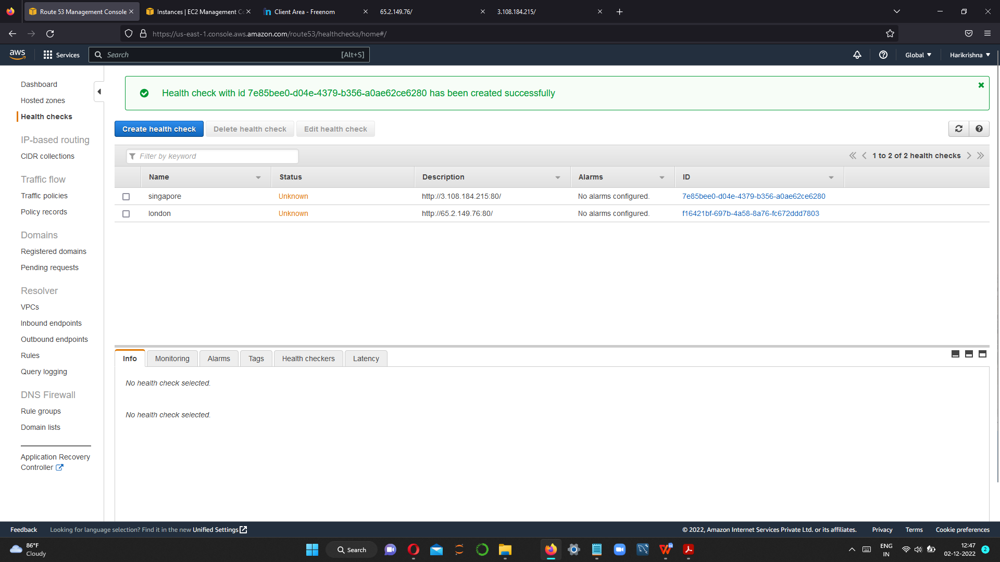 Route 53 Management Console
Instances | EC2 Management Co
Client Area - Freenom
65.2.149.76/
3.108.184.215/
https://us-east-1.console.aws.amazon.com/route53/healthchecks/home#/
aws
Services
Search
[Alt+S]
Global
Harikrishna
Dashboard
Hosted zones
Health checks
IP-based routing
CIDR collections
Traffic flow
Traffic policies
Policy records
Domains
Registered domains
Pending requests
Resolver
VPCs
Inbound endpoints
Outbound endpoints
Rules
Query logging
DNS Firewall
Rule groups
Domain lists
Application Recovery
Controller
Health check with id 7e85bee0-d04e-4379-b356-a0ae62ce6280 has been created successfully
Create health check
Delete health check
Edit health check
Filter by keyword
1 to 2 of 2 health checks
Name Status Description Alarms ID
singapore Unknown http://3.108.184.215:80/ No alarms configured. 7e85bee0-d04e-4379-b356-a0ae62ce6280
london Unknown http://65.2.149.76:80/ No alarms configured. f16421bf-697b-4a58-8a76-fc672ddd7803
Info Monitoring Alarms Tags Health checkers Latency
No health check selected.
No health check selected.
Feedback Looking for language selection? Find it in the new Unified Settings
© 2022, Amazon Internet Services Private Ltd. or its affiliates. Privacy Terms Cookie preferences
86°F
Cloudy
Search
ENG
IN
12:47
02-12-2022
2